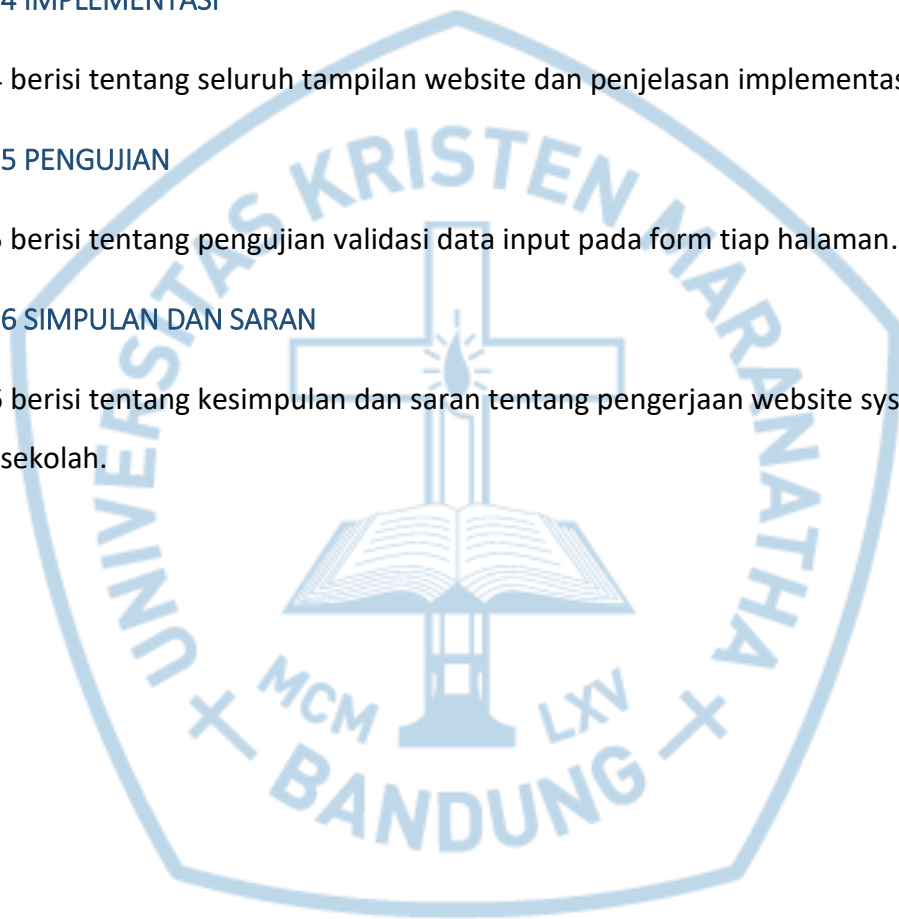 4 IMPLEMENTASI
berisi tentang seluruh tampilan website dan penjelasan implementas
5 PENGUJIAN
berisi tentang pengujian validasi data input pada form tiap halaman.
6 SIMPULAN DAN SARAN
berisi tentang kesimpulan dan saran tentang pengerjaan website sys
sekolah.
UNIVERSITAS KRISTEN MARANATHA
MCM LXV
BANDUNG